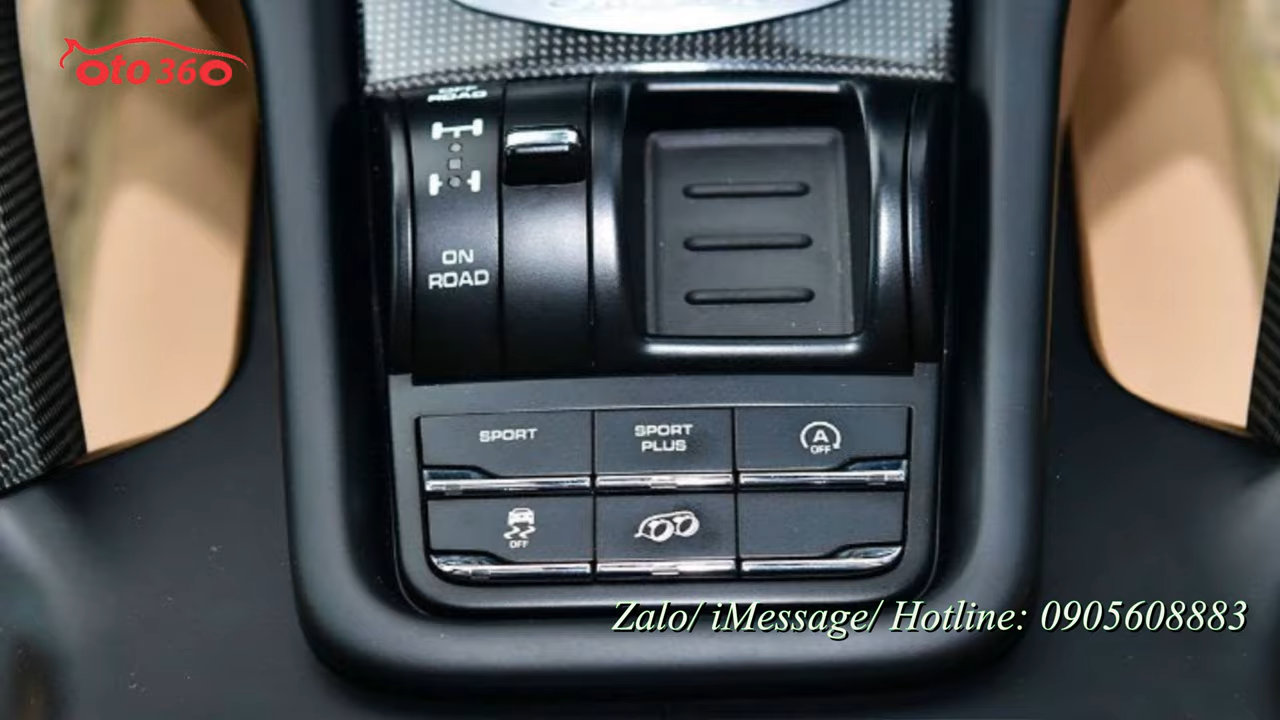 oto360
OFF
ROAD
ON
ROAD
SPORT
SPORT
PLUS
A
OFF
OFF
Zalo/ iMessage/ Hotline: 0905608883